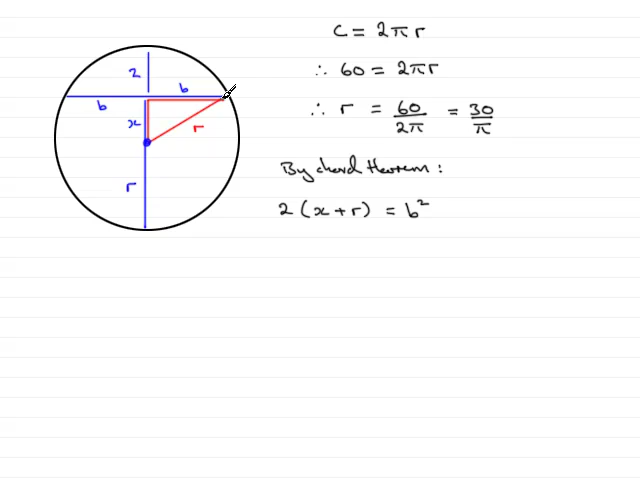 C = 2πr
∴ 60 = 2πr
∴ r = 60/2π = 30/π
By chord theorem :
2 (x + r) = b²
2
b
b
x
r
r